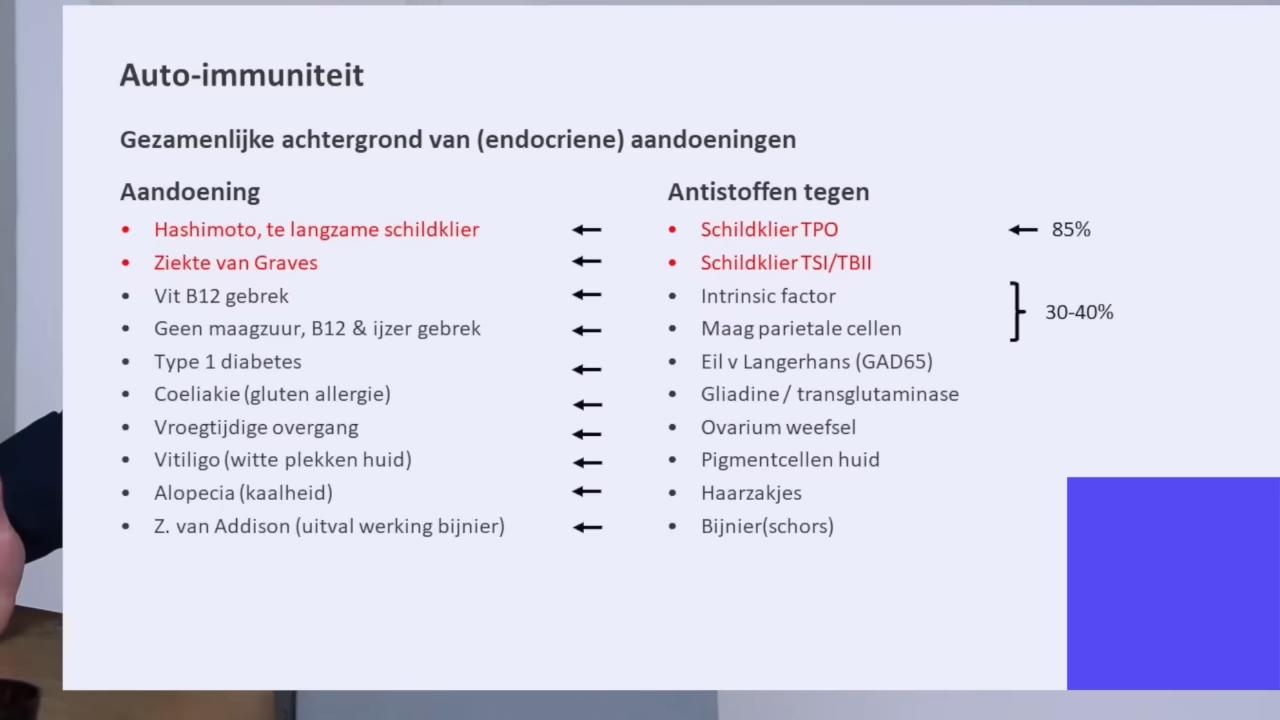 Auto-immuniteit
Gezamenlijke achtergrond van (endocriene) aandoeningen
Aandoening
Antistoffen tegen
• Hashimoto, te langzame schildklier
• Schildklier TPO
85%
• Ziekte van Graves
• Schildklier TSI/TBII
• Vit B12 gebrek
• Intrinsic factor
30-40%
• Geen maagzuur, B12 & ijzer gebrek
• Maag parietale cellen
• Type 1 diabetes
• Eil v Langerhans (GAD65)
• Coeliakie (gluten allergie)
• Gliadine / transglutaminase
• Vroegtijdige overgang
• Ovarium weefsel
• Vitiligo (witte plekken huid)
• Pigmentcellen huid
• Alopecia (kaalheid)
• Haarzakjes
• Z. van Addison (uitval werking bijnier)
• Bijnier(schors)